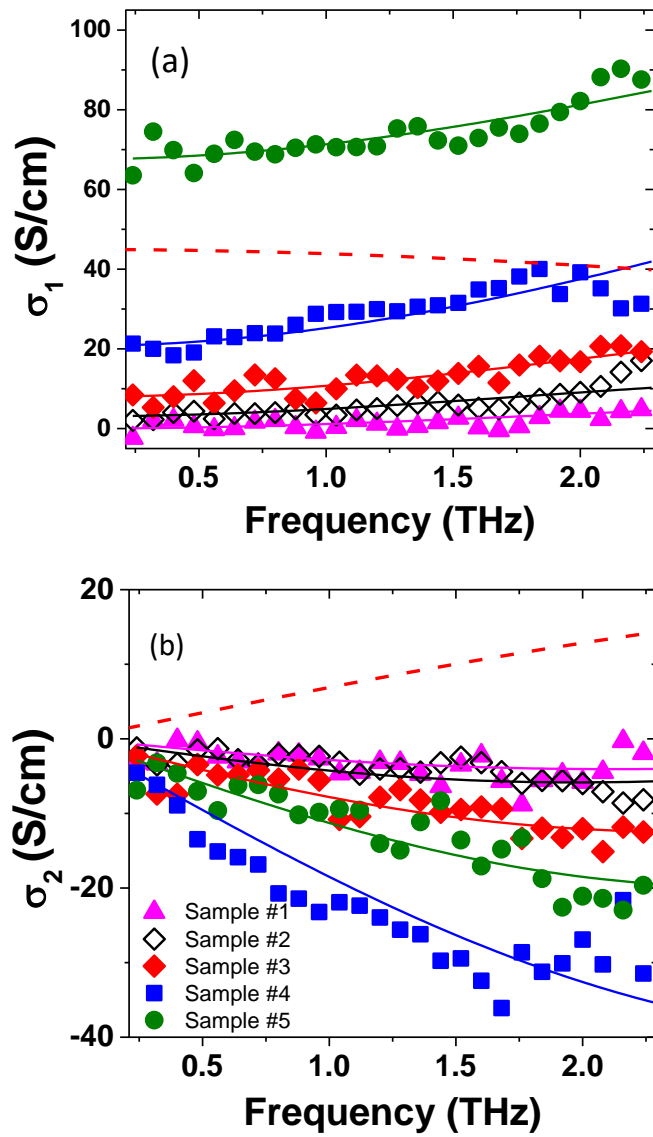 (a)
σ1 (S/cm)
100
80
60
40
20
0
0.5 1.0 1.5 2.0
Frequency (THz)
(b)
σ2 (S/cm)
20
0
-20
-40
Sample #1
Sample #2
Sample #3
Sample #4
Sample #5
0.5 1.0 1.5 2.0
Frequency (THz)